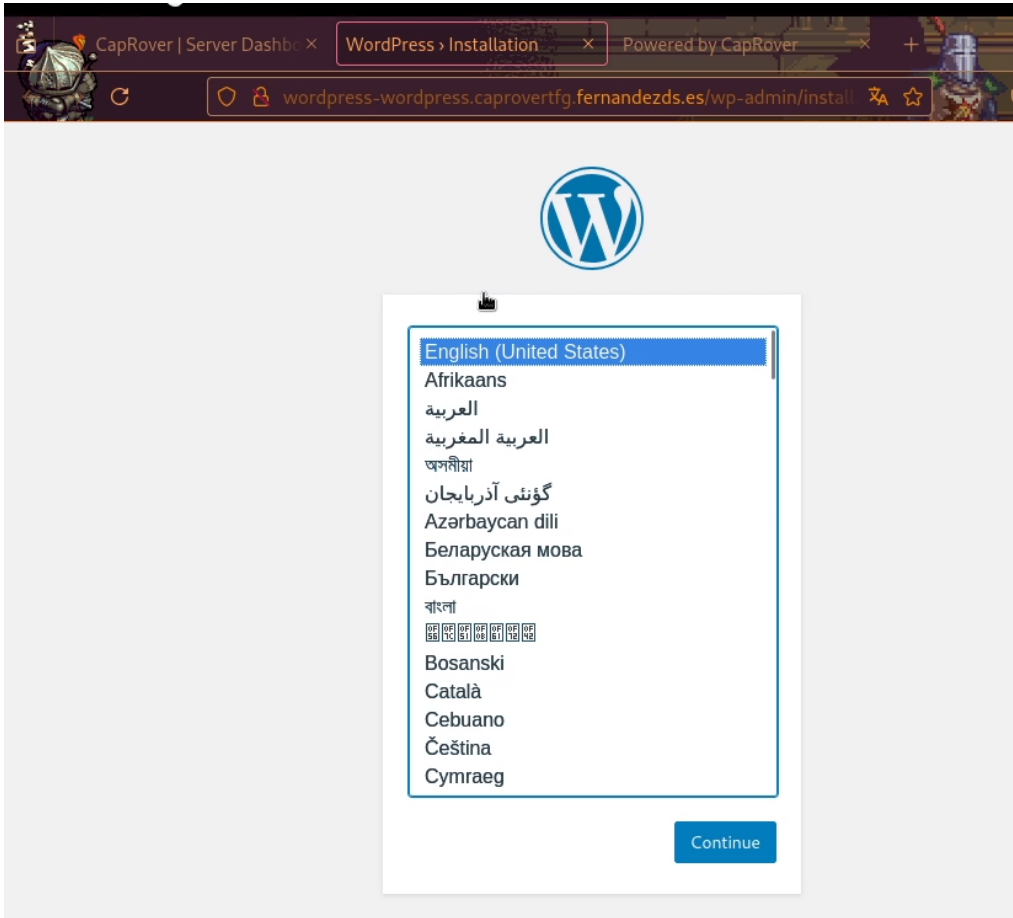 CapRover | Server Dashbo
WordPress › Installation
Powered by CapRover
wordpress-wordpress.caprovertfg.fernandezds.es/wp-admin/install
English (United States)
Afrikaans
العربية
العربية المغربية
অসমীয়া
گؤنئی آذربایجان
Azərbaycan dili
Беларуская мова
Български
বাংলা
Bosanski
Català
Cebuano
Čeština
Cymraeg
Continue